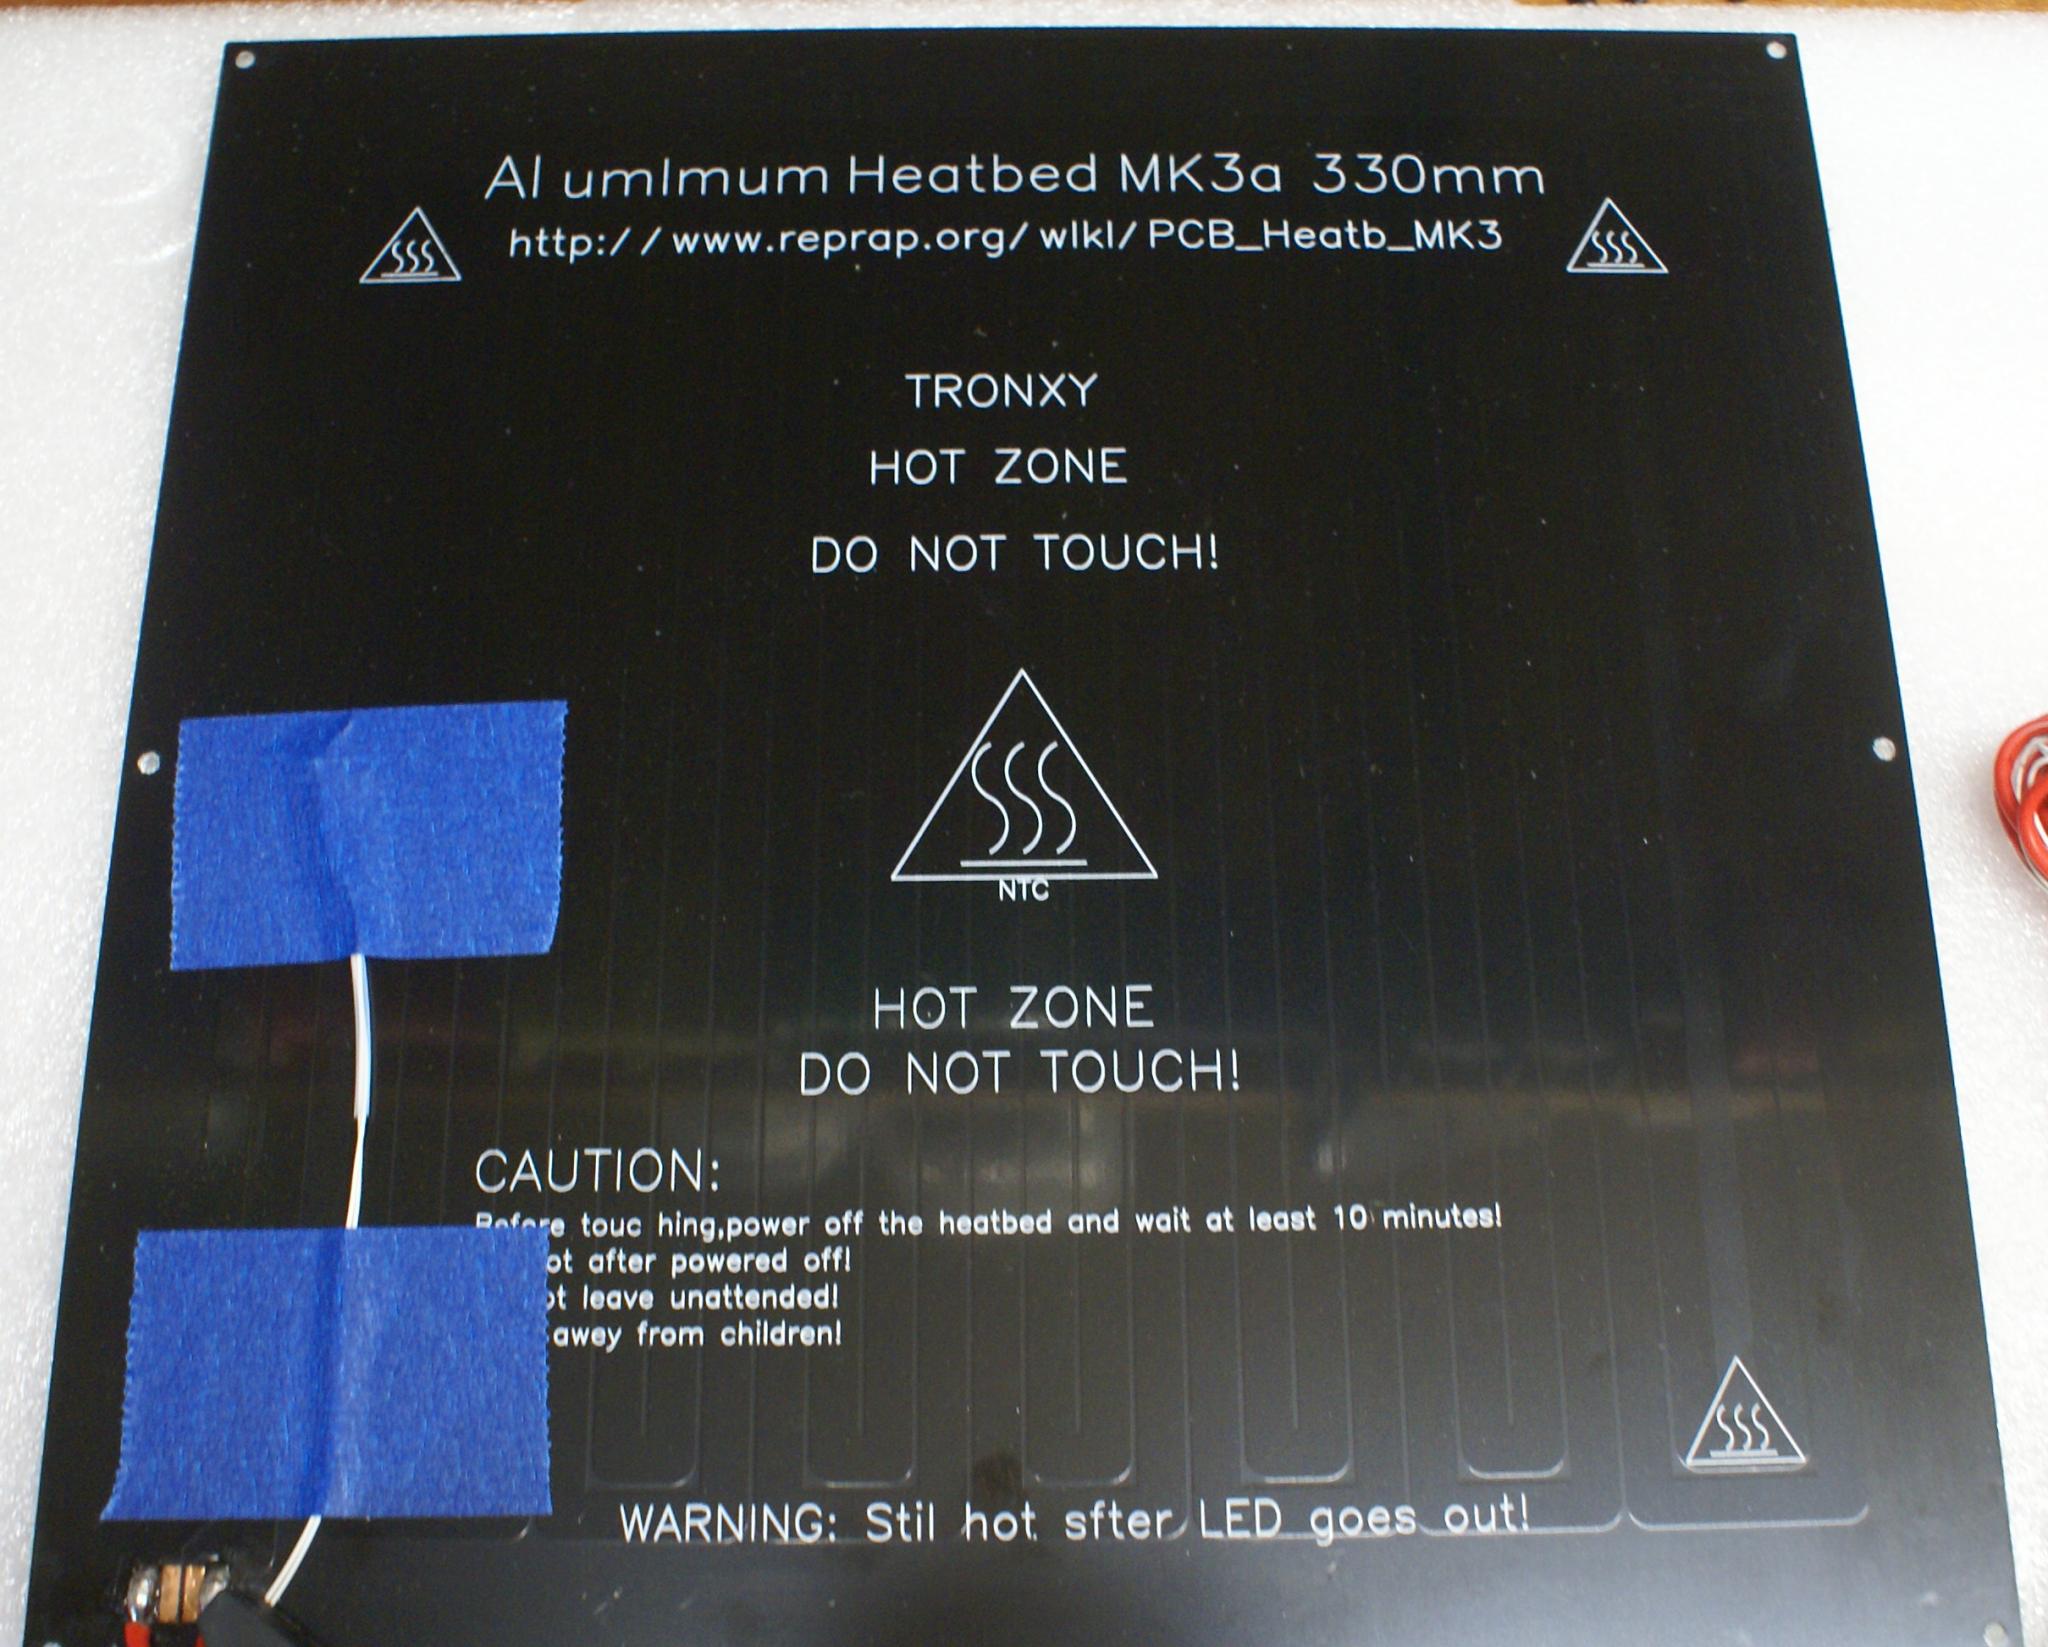 Al umlmum Heatbed MK3a 330mm
http://www.reprap.org/wlkl/PCB_Heatb_MK3
TRONXY
HOT ZONE
DO NOT TOUCH!
NTC
HOT ZONE
DO NOT TOUCH!
CAUTION:
Before touc hing,power off the heatbed and wait at least 10 minutes!
after powered off!
leave unattended!
away from children!
WARNING: Stil hot sfter LED goes out!